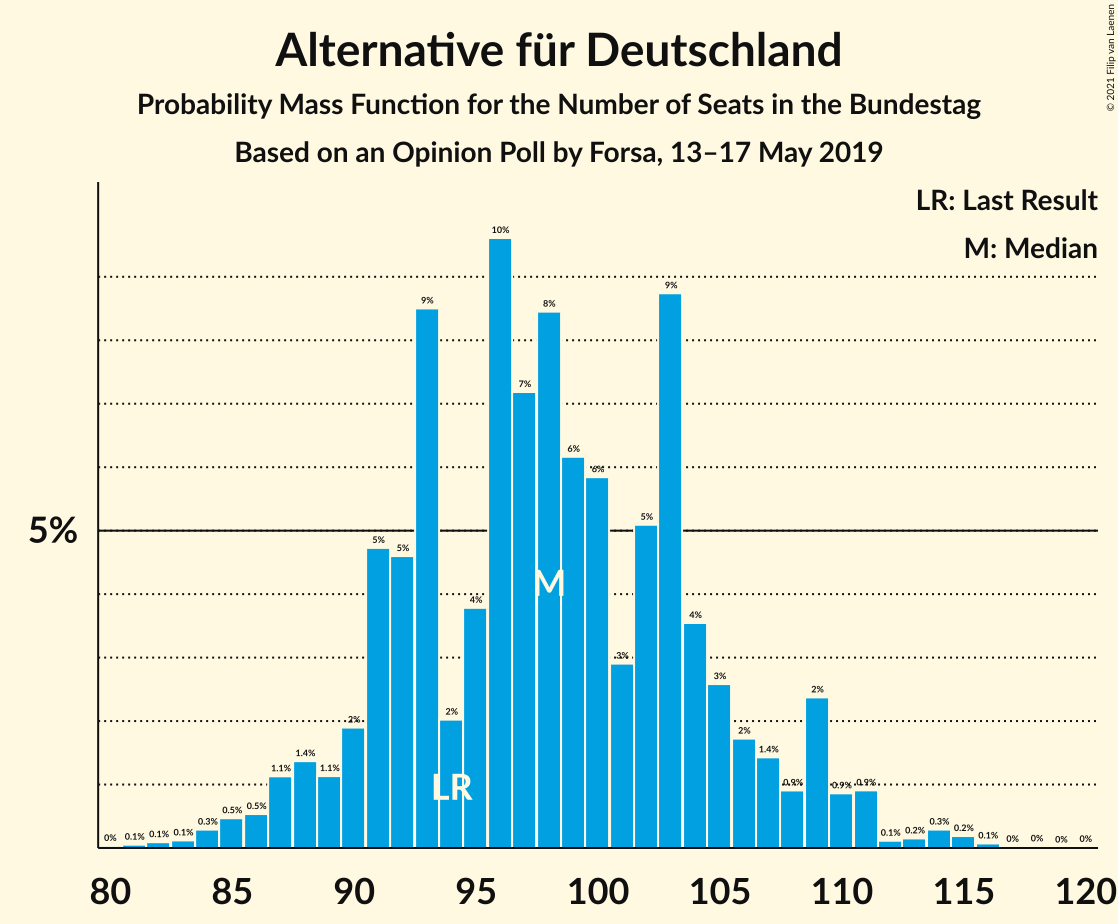 Alternative für Deutschland
Probability Mass Function for the Number of Seats in the Bundestag
Based on an Opinion Poll by Forsa, 13–17 May 2019
© 2021 Filip van Laenen
LR: Last Result
M: Median
5%
0% 0.1% 0.1% 0.1% 0.3% 0.5% 0.5% 1.1% 1.4% 1.1% 2% 5% 5% 9% 2% 4% 10% 7% 8% 6% 6% 3% 5% 9% 4% 3% 2% 1.4% 0.9% 2% 0.9% 0.9% 0.1% 0.2% 0.3% 0.2% 0.1% 0% 0% 0% 0%
M
LR
80 85 90 95 100 105 110 115 120